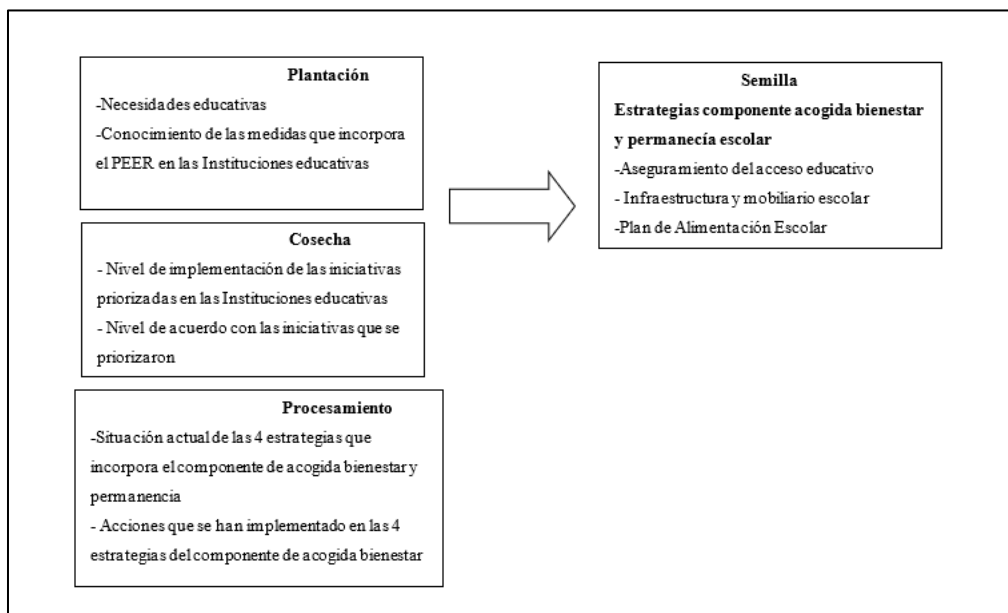 Plantación
-Necesidades educativas
-Conocimiento de las medidas que incorpora
el PEER en las Instituciones educativas
Cosecha
- Nivel de implementación de las iniciativas
priorizadas en las Instituciones educativas
- Nivel de acuerdo con las iniciativas que se
priorizaron
Procesamiento
-Situación actual de las 4 estrategias que
incorpora el componente de acogida bienestar y
permanencia
- Acciones que se han implementado en las 4
estrategias del componente de acogida bienestar
Semilla
Estrategias componente acogida bienestar
y permanecía escolar
-Aseguramiento del acceso educativo
- Infraestructura y mobiliario escolar
-Plan de Alimentación Escolar